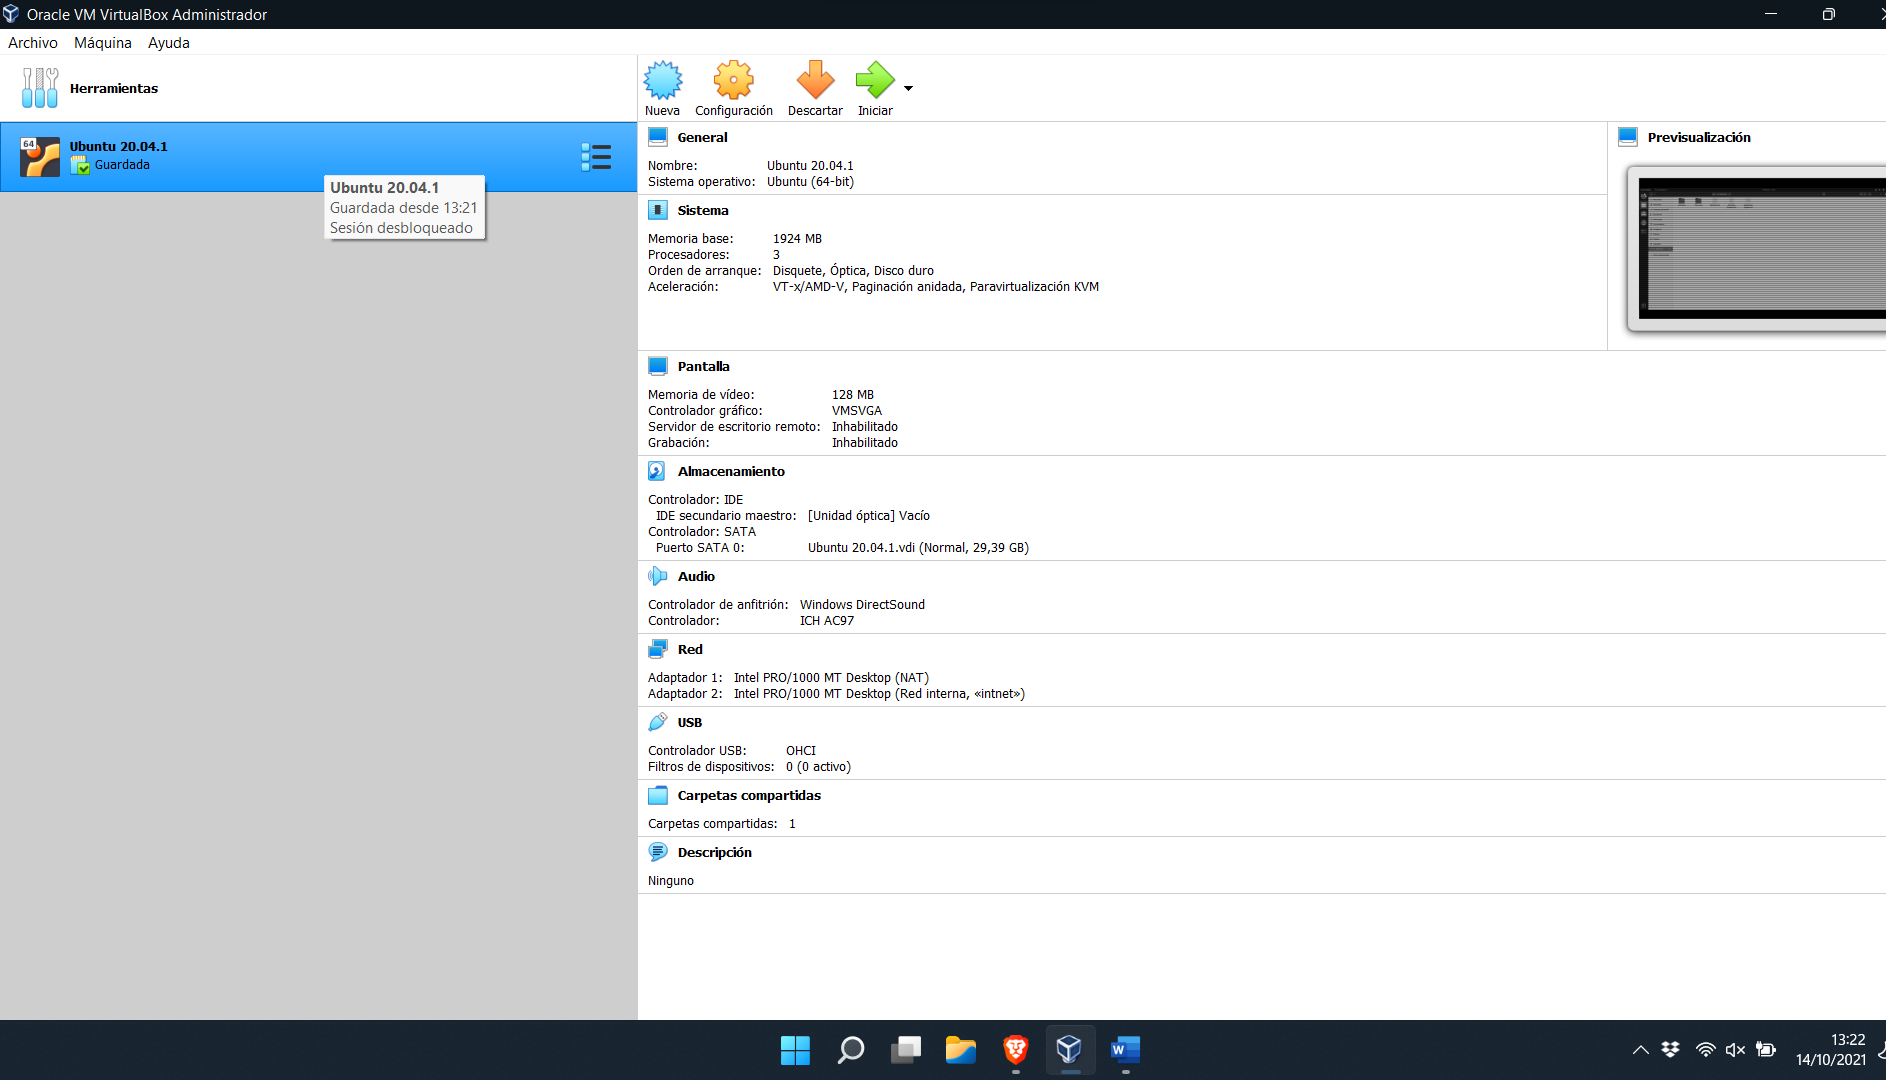 Oracle VM VirtualBox Administrador
Archivo Máquina Ayuda
Herramientas
Nueva Configuración Descartar Iniciar
64
Ubuntu 20.04.1
Guardada
Ubuntu 20.04.1
Guardada desde 13:21
Sesión desbloqueado
General
Nombre: Ubuntu 20.04.1
Sistema operativo: Ubuntu (64-bit)
Previsualización
Sistema
Memoria base: 1924 MB
Procesadores: 3
Orden de arranque: Disquete, Óptica, Disco duro
Aceleración: VT-x/AMD-V, Paginación anidada, Paravirtualización KVM
Pantalla
Memoria de vídeo: 128 MB
Controlador gráfico: VMSVGA
Servidor de escritorio remoto: Inhabilitado
Grabación: Inhabilitado
Almacenamiento
Controlador: IDE
IDE secundario maestro: [Unidad óptica] Vacío
Controlador: SATA
Puerto SATA 0: Ubuntu 20.04.1.vdi (Normal, 29,39 GB)
Audio
Controlador de anfitrión: Windows DirectSound
Controlador: ICH AC97
Red
Adaptador 1: Intel PRO/1000 MT Desktop (NAT)
Adaptador 2: Intel PRO/1000 MT Desktop (Red interna, «intnet»)
USB
Controlador USB: OHCI
Filtros de dispositivos: 0 (0 activo)
Carpetas compartidas
Carpetas compartidas: 1
Descripción
Ninguno
W
13:22
14/10/2021